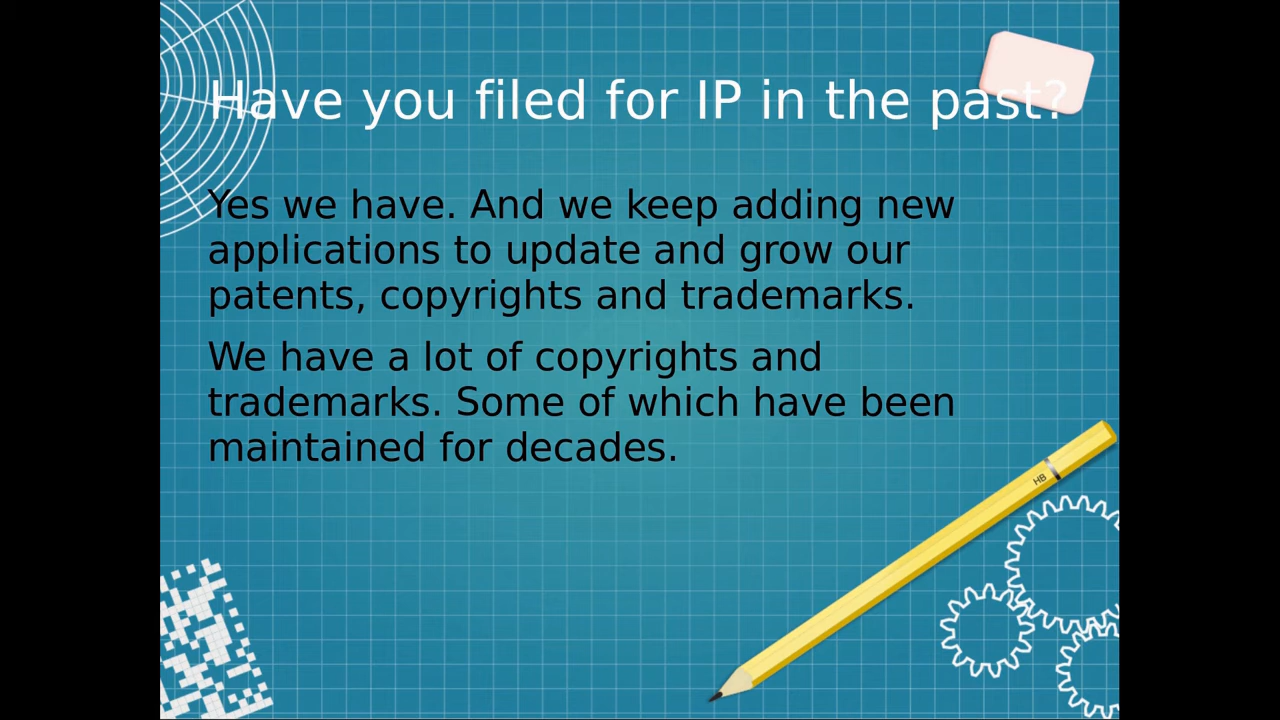 Have you filed for IP in the past?
Yes we have. And we keep adding new
applications to update and grow our
patents, copyrights and trademarks.
We have a lot of copyrights and
trademarks. Some of which have been
maintained for decades.
HB